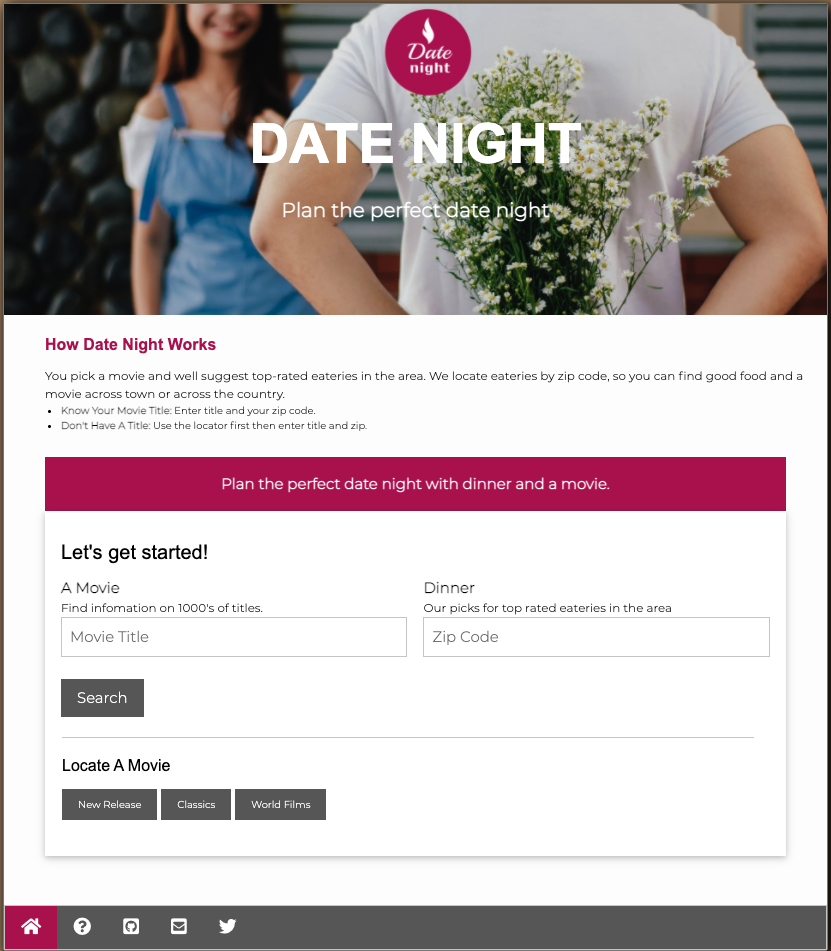 Date
night
DATE NIGHT
Plan the perfect date night
How Date Night Works
You pick a movie and well suggest top-rated eateries in the area. We locate eateries by zip code, so you can find good food and a
movie across town or across the country.
Know Your Movie Title: Enter title and your zip code.
Don't Have A Title: Use the locator first then enter title and zip.
Plan the perfect date night with dinner and a movie.
Let's get started!
A Movie
Dinner
Find infomation on 1000's of titles.
Our picks for top rated eateries in the area
Movie Title
Zip Code
Search
Locate A Movie
New Release
Classics
World Films